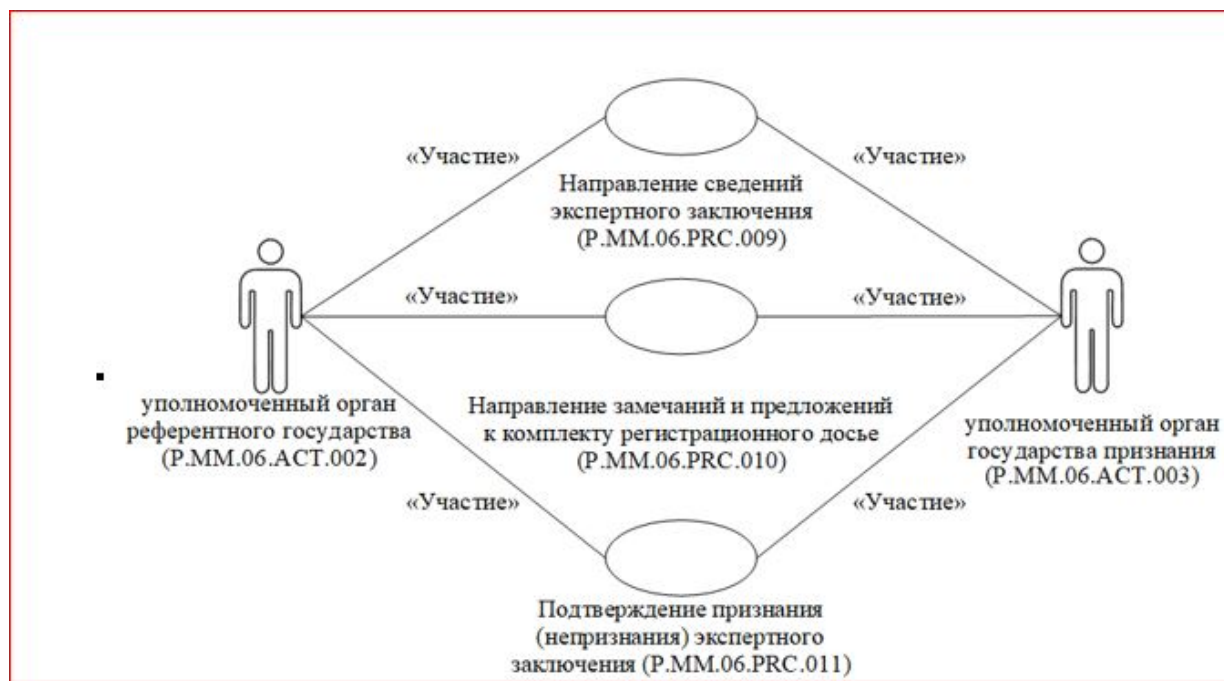 «Участие»
«Участие»
Направление сведений
экспертного заключения
(P.MM.06.PRC.009)
«Участие»
«Участие»
уполномоченный орган
референтного государства
(P.MM.06.ACT.002)
Направление замечаний и предложений
к комплекту регистрационного досье
(P.MM.06.PRC.010)
уполномоченный орган
государства признания
(P.MM.06.ACT.003)
«Участие»
«Участие»
Подтверждение признания
(непризнания) экспертного
заключения (P.MM.06.PRC.011)